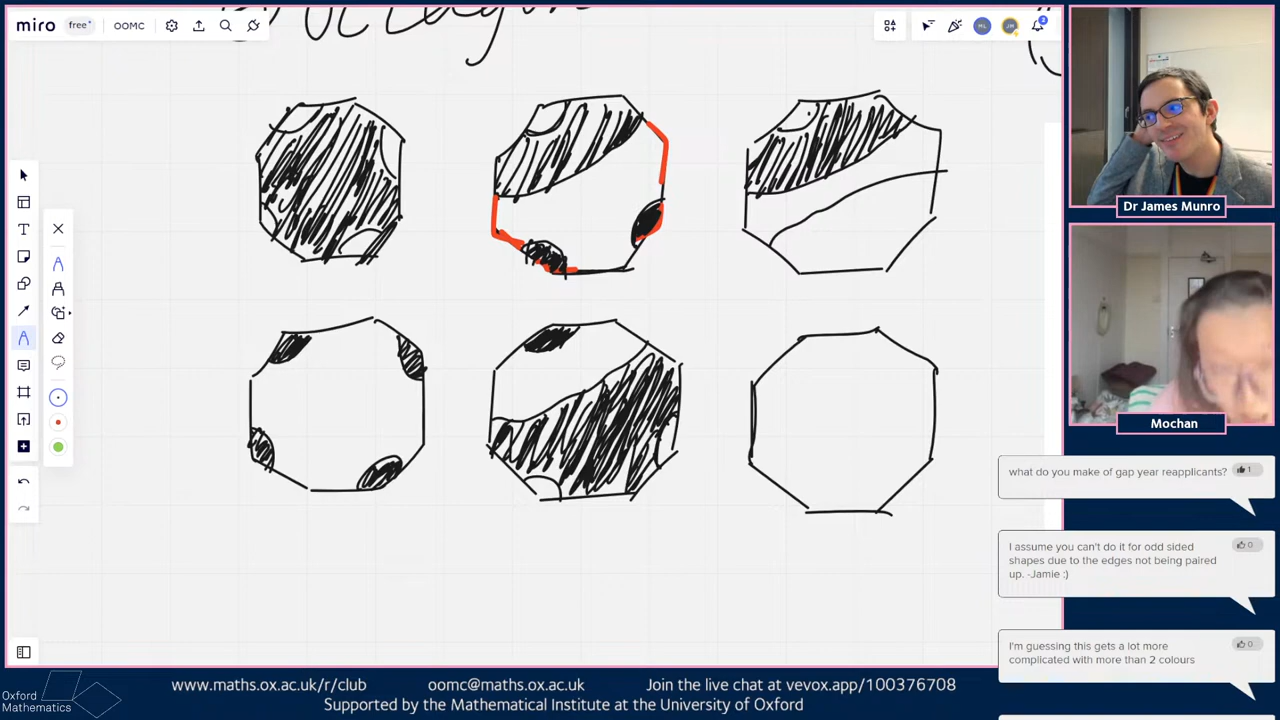 miro
free
OOMC
Dr James Munro
Mochan
what do you make of gap year reapplicants?
1
I assume you can't do it for odd sided
shapes due to the edges not being paired
up. -Jamie :)
0
I'm guessing this gets a lot more
complicated with more than 2 colours
0
Oxford
Mathematics
www.maths.ox.ac.uk/r/club
oomc@maths.ox.ac.uk
Join the live chat at vevox.app/100376708
Supported by the Mathematical Institute at the University of Oxford